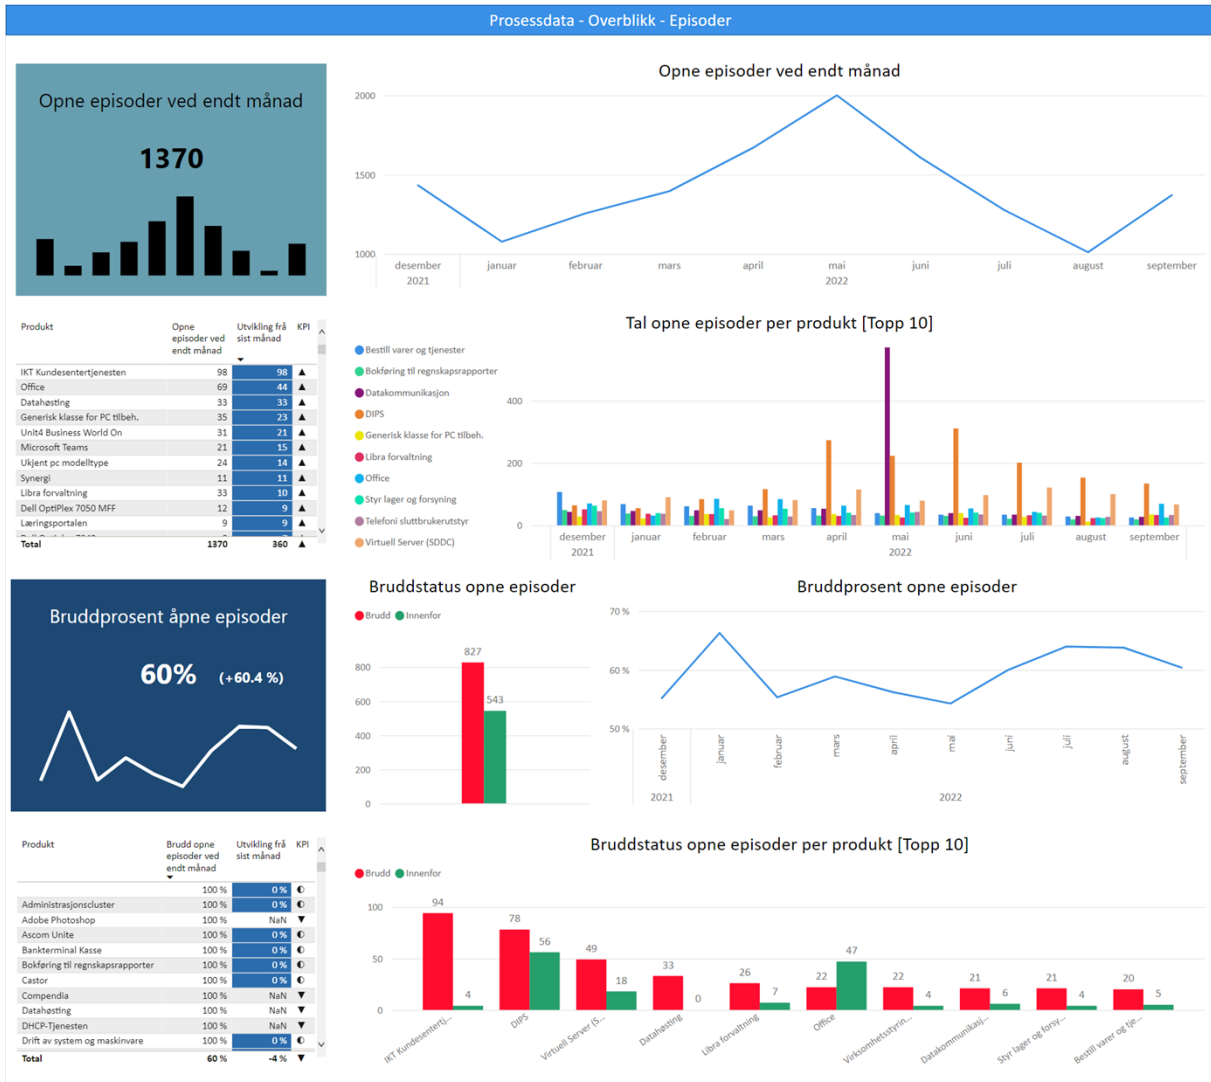 Prosessdata - Overblikk - Episoder
Opne episoder ved endt månad
1370
Opne episoder ved endt månad
2000
1500
1000
desember januar februar mars april mai juni juli august september
2021 2022
Produkt Opne episoder ved endt månad Utvikling frå sist månad KPI
IKT Kundesentertjenesten 98 98 ▲
Office 69 44 ▲
Datahøsting 33 33 ▲
Generisk klasse for PC tilbeh. 35 23 ▲
Unit4 Business World On 31 21 ▲
Microsoft Teams 21 15 ▲
Ukjent pc modelltype 24 14 ▲
Synergi 11 11 ▲
Libra forvaltning 33 10 ▲
Dell OptiPlex 7050 MFF 12 9 ▲
Læringsportalen 9 9 ▲
Total 1370 360 ▲
Tal opne episoder per produkt [Topp 10]
Bestill varer og tjenester
Bokføring til regnskapsrapporter
Datakommunikasjon
DIPS
Generisk klasse for PC tilbeh.
Libra forvaltning
Office
Styr lager og forsyning
Telefoni sluttbrukerutstyr
Virtuell Server (SDDC)
400
200
0
desember januar februar mars april mai juni juli august september
2021 2022
Bruddprosent åpne episoder
60% (+60.4 %)
Bruddstatus opne episoder
Brudd Innenfor
827
543
800
600
400
200
0
Bruddprosent opne episoder
70 %
60 %
50 %
desember januar februar mars april mai juni juli august september
2021 2022
Produkt Brudd opne episoder ved endt månad Utvikling frå sist månad KPI
100 % 0 % ◐
Administrasjonscluster 100 % 0 % ◐
Adobe Photoshop 100 % NaN ▼
Ascom Unite 100 % 0 % ◐
Bankterminal Kasse 100 % 0 % ◐
Bokføring til regnskapsrapporter 100 % 0 % ◐
Castor 100 % 0 % ◐
Compendia 100 % NaN ▼
Datahøsting 100 % NaN ▼
DHCP-Tjenesten 100 % NaN ▼
Drift av system og maskinvare 100 % 0 % ◐
Total 60 % -4 % ▼
Bruddstatus opne episoder per produkt [Topp 10]
Brudd Innenfor
100
50
0
94 4 78 56 49 18 33 0 26 7 22 47 22 4 21 6 21 4 20 5
IKT Kundesentertj... DIPS Virtuell Server (S... Datahøsting Libra forvaltning Office Virksomhetsstyrin... Datakommunikasj... Styr lager og forsy... Bestill varer og tje...